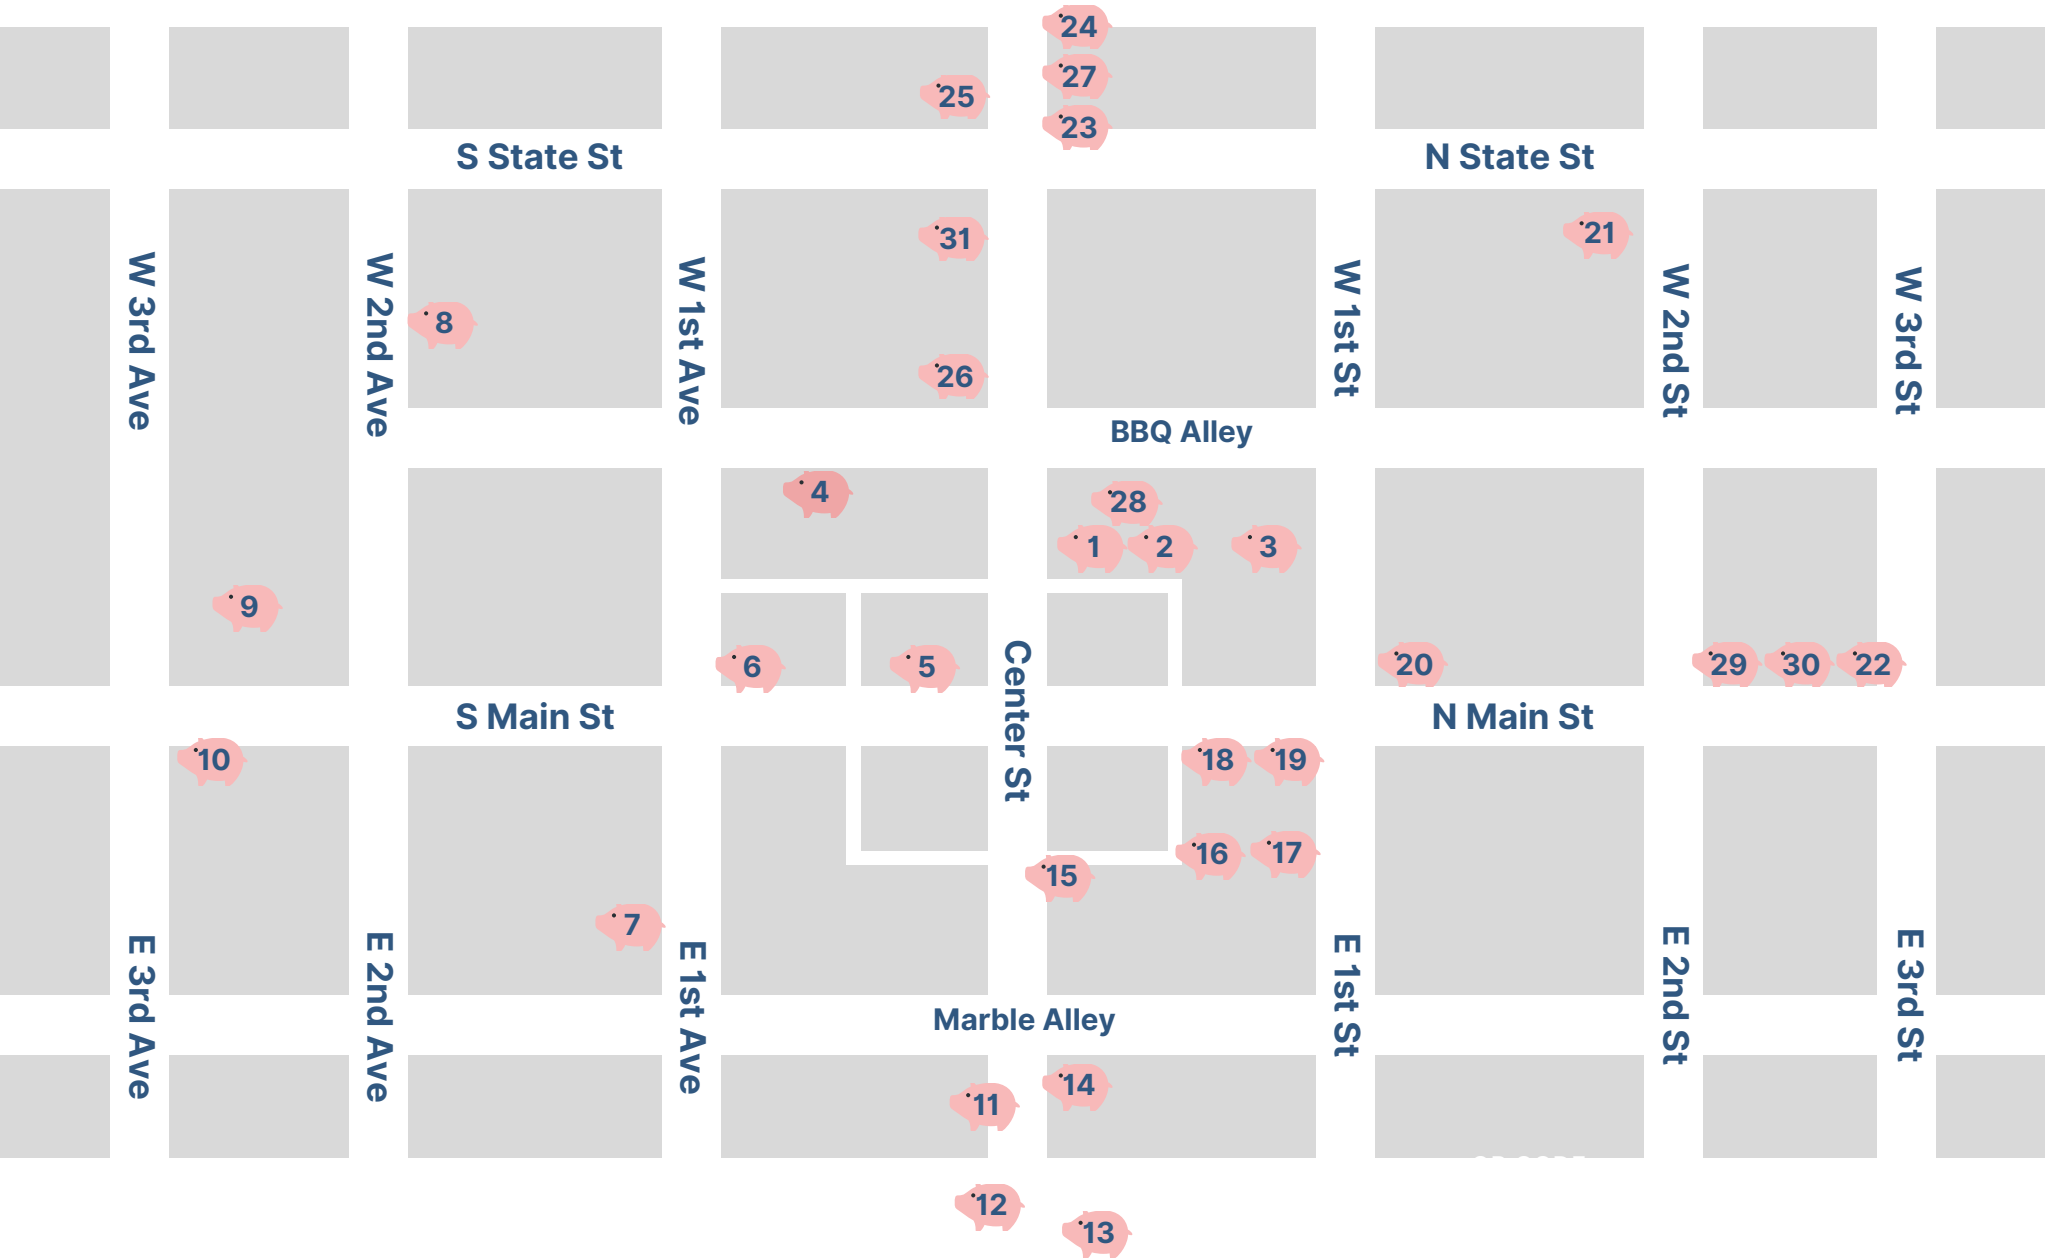 24
27
25
23
S State St
N State St
31
21
W 3rd Ave
W 2nd Ave
W 1st Ave
W 1st St
W 2nd St
W 3rd St
8
26
BBQ Alley
4
28
1
2
3
9
6
5
20
29
30
22
Center St
S Main St
N Main St
10
18
19
16
17
15
7
E 3rd Ave
E 2nd Ave
E 1st Ave
E 1st St
E 2nd St
E 3rd St
Marble Alley
14
11
12
13